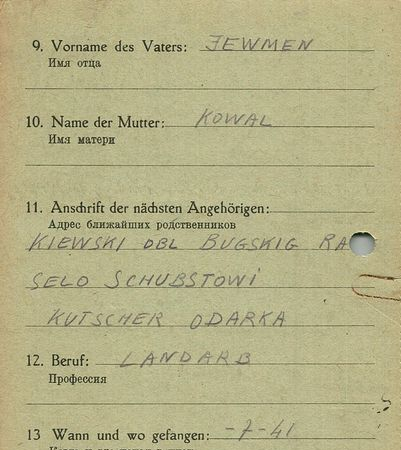 9. Vorname des Vaters: JEWMEN
Имя отца
10. Name der Mutter: KOWAL
Имя матери
11. Anschrift der nächsten Angehörigen:
Адрес ближайших родственников
KIEWSKI OBL BUGSKIG RA
SELO SCHUBSTOWI
KUTSCHER ODARKA
12. Beruf: LANDARB
Профессия
13 Wann und wo gefangen: -7-41